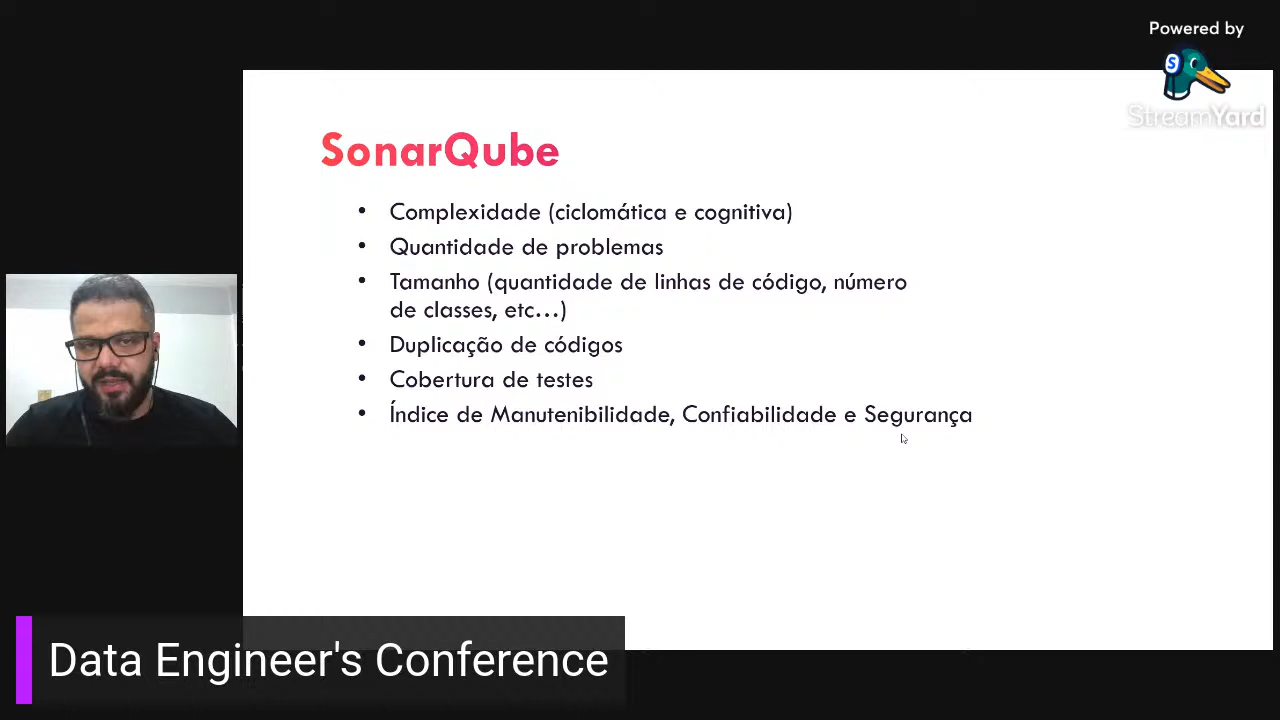 Powered by
S
StreamYard
SonarQube
• Complexidade (ciclomática e cognitiva)
• Quantidade de problemas
• Tamanho (quantidade de linhas de código, número
de classes, etc...)
• Duplicação de códigos
• Cobertura de testes
• Índice de Manutenibilidade, Confiabilidade e Segurança
Data Engineer's Conference